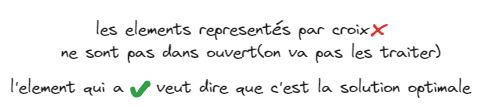 les elements representés par croix❌
ne sont pas dans ouvert(on va pas les traiter)
l'element qui a ✔ veut dire que c'est la solution optimale